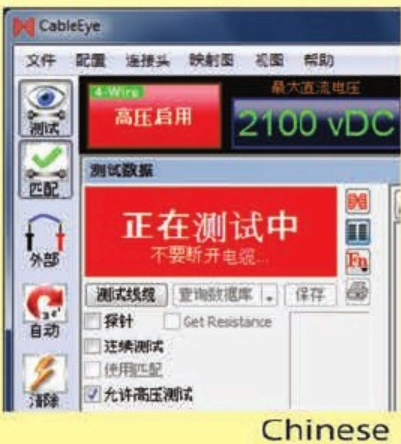 CableEye
文件 配置 连接头 映射图 视图 帮助
4-Wire
高压启用
最大直流电压
2100 vDC
测试
匹配
外部
自动
清除
测试数据
正在测试中
不要断开电缆...
Fn
测试线缆 查询数据库 保存
探针 Get Resistance
连续测试
使用匹配
允许高压测试
Chinese